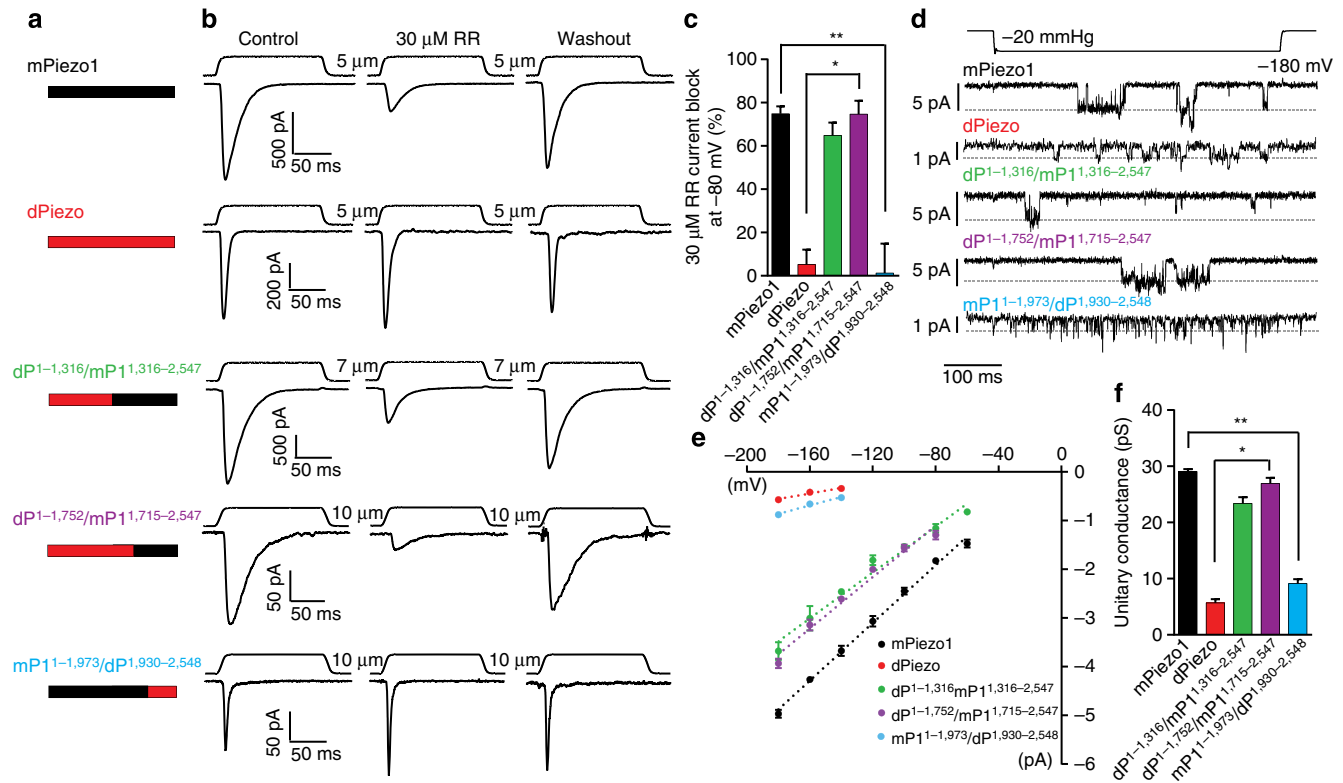 a
mPiezo1
dPiezo
dP1–1,316/mP11,316–2,547
dP1–1,752/mP11,715–2,547
mP11–1,973/dP1,930–2,548
b
Control
30 μM RR
Washout
5 μm
5 μm
500 pA
50 ms
5 μm
5 μm
200 pA
50 ms
7 μm
7 μm
500 pA
50 ms
10 μm
10 μm
50 pA
50 ms
10 μm
10 μm
50 pA
50 ms
c
30 μM RR current block
at –80 mV (%)
100
80
60
40
20
0
**
*
mPiezo1
dPiezo
dP1–1,316/mP11,316–2,547
dP1–1,752/mP11,715–2,547
mP11–1,973/dP1,930–2,548
d
–20 mmHg
–180 mV
mPiezo1
5 pA
dPiezo
1 pA
dP1–1,316/mP11,316–2,547
5 pA
dP1–1,752/mP11,715–2,547
5 pA
mP11–1,973/dP1,930–2,548
1 pA
100 ms
e
–200
–160
–120
–80
–40
0
(mV)
0
–1
–2
–3
–4
–5
–6
(pA)
mPiezo1
dPiezo
dP1–1,316mP11,316–2,547
dP1–1,752/mP11,715–2,547
mP11–1,973/dP1,930–2,548
f
Unitary conductance (pS)
40
30
20
10
0
**
*
mPiezo1
dPiezo
dP1–1,316/mP11,316–2,547
dP1–1,752/mP11,715–2,547
mP11–1,973/dP1,930–2,548